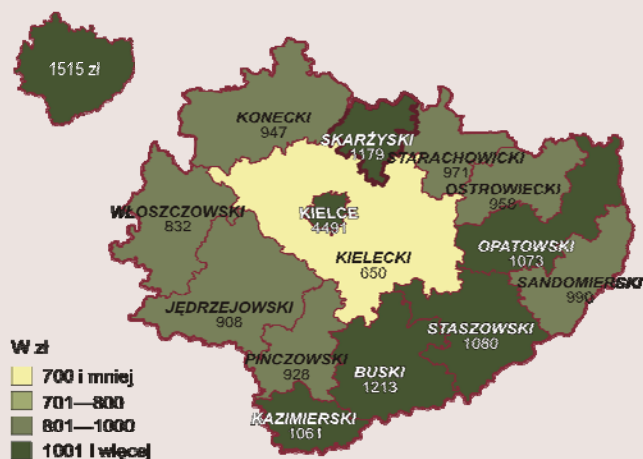 1515 zł
KONECKI
947
SKARŻYSKI
1179
STARACHOWICKI
971
OSTROWIECKI
958
WŁOSZCZOWSKI
832
KIELCE
4491
KIELECKI
650
OPATOWSKI
1073
SANDOMIERSKI
990
JĘDRZEJOWSKI
908
STASZOWSKI
1080
PIŃCZOWSKI
928
BUSKI
1213
KAZIMIERSKI
1061
W zł
700 i mniej
701—800
801—1000
1001 i więcej